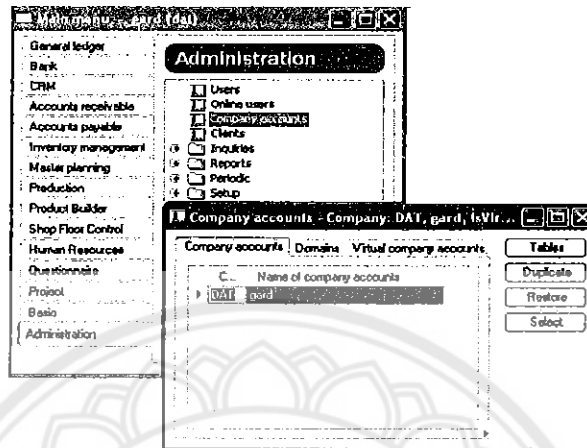 Main menu - gard (dat)
General ledger
Bank
CRM
Accounts receivable
Accounts payable
Inventory management
Master planning
Production
Product Builder
Shop Floor Control
Human Resources
Questionnaire
Project
Basic
Administration
Administration
Users
Online users
Company accounts
Clients
Inquiries
Reports
Periodic
Setup
Company accounts - Company: DAT, gard,
Company accounts
Domains
Virtual company accounts
C... Name of company accounts
DAT gard
Tables
Duplicate
Restore
Select